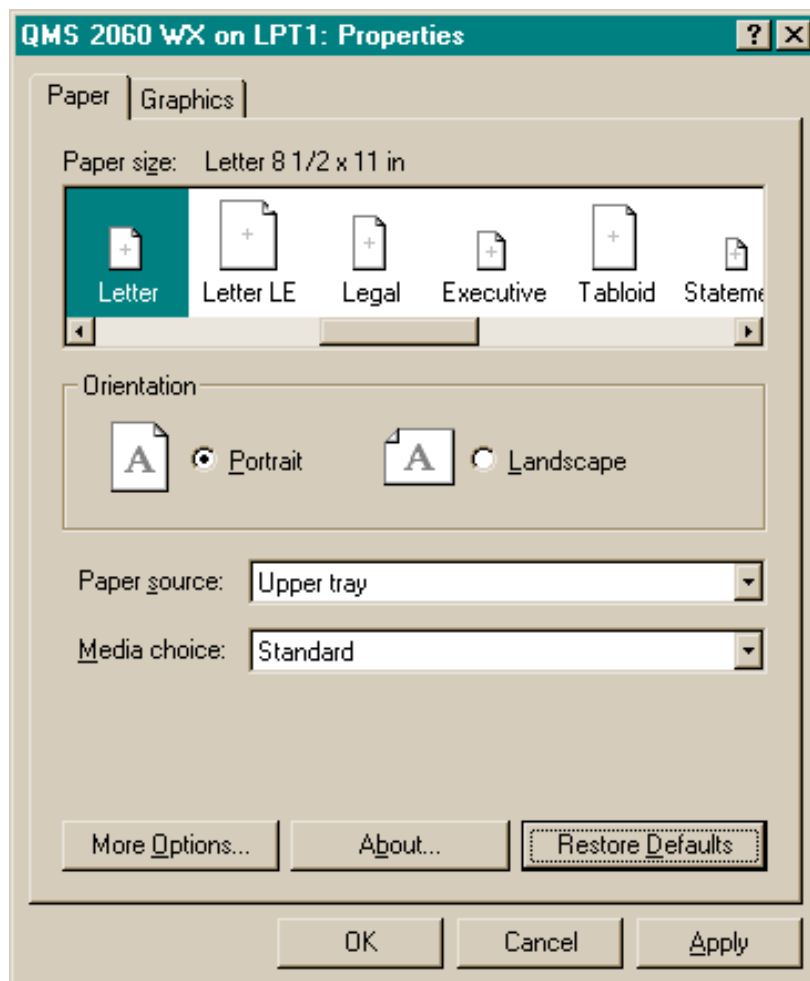 QMS 2060 WX on LPT1: Properties
Paper Graphics
Paper size: Letter 8 1/2 x 11 in
Letter Letter LE Legal Executive Tabloid Stateme
Orientation
A Portrait A Landscape
Paper source: Upper tray
Media choice: Standard
More Options... About... Restore Defaults
OK Cancel Apply